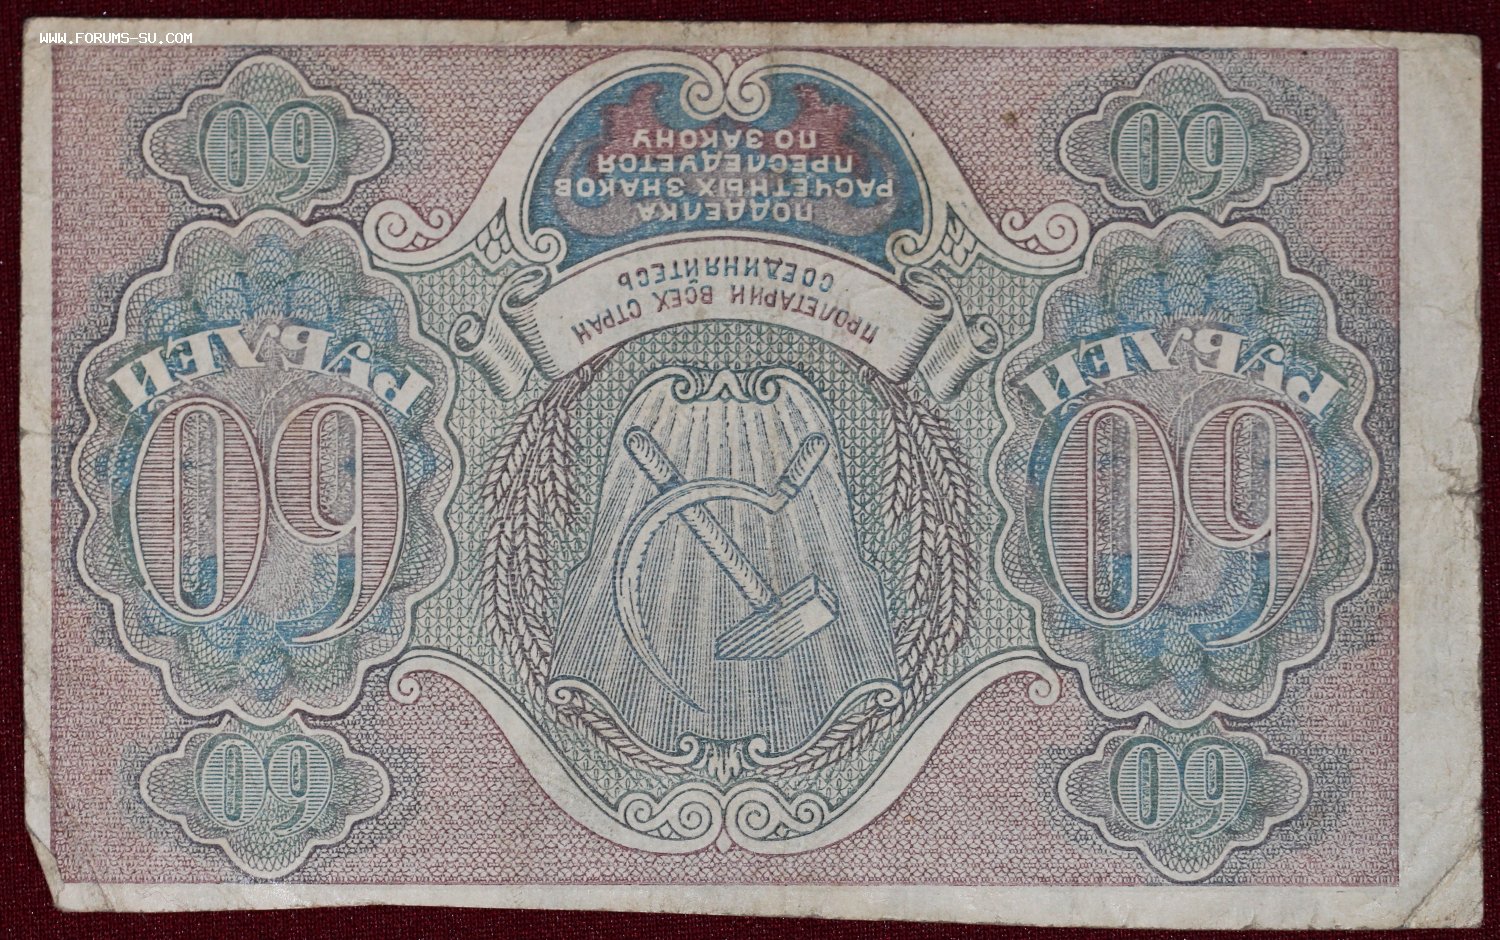 WWW.FORUMS-SU.COM
60
60
60
РУБЛЕЙ
60
РУБЛЕЙ
ПРОЛЕТАРИИ ВСЕХ СТРАН
СОЕДИНЯЙТЕСЬ
ПОДДЕЛКА
РАСЧЕТНЫХ ЗНАКОВ
ПРЕСЛЕДУЕТСЯ
ПО ЗАКОНУ
60
60